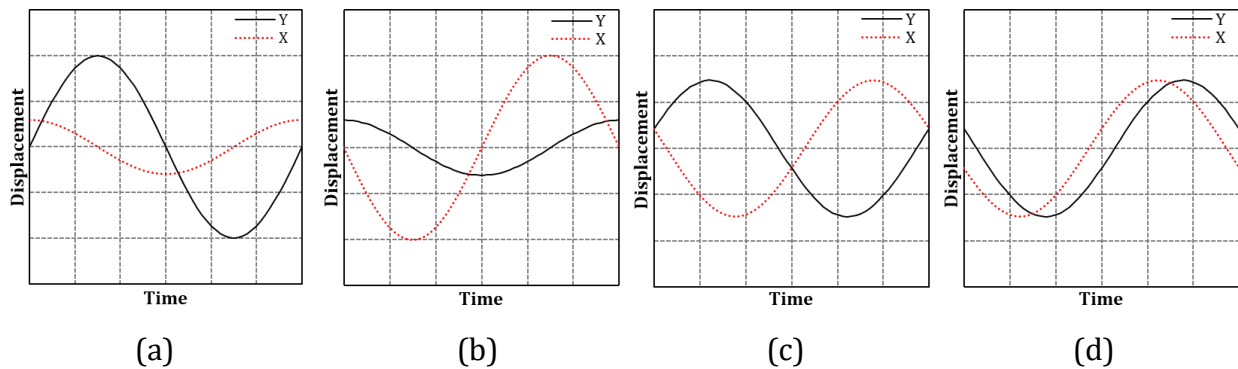 Y
X
Displacement
Time
(a)
Y
X
Displacement
Time
(b)
Y
X
Displacement
Time
(c)
Y
X
Displacement
Time
(d)